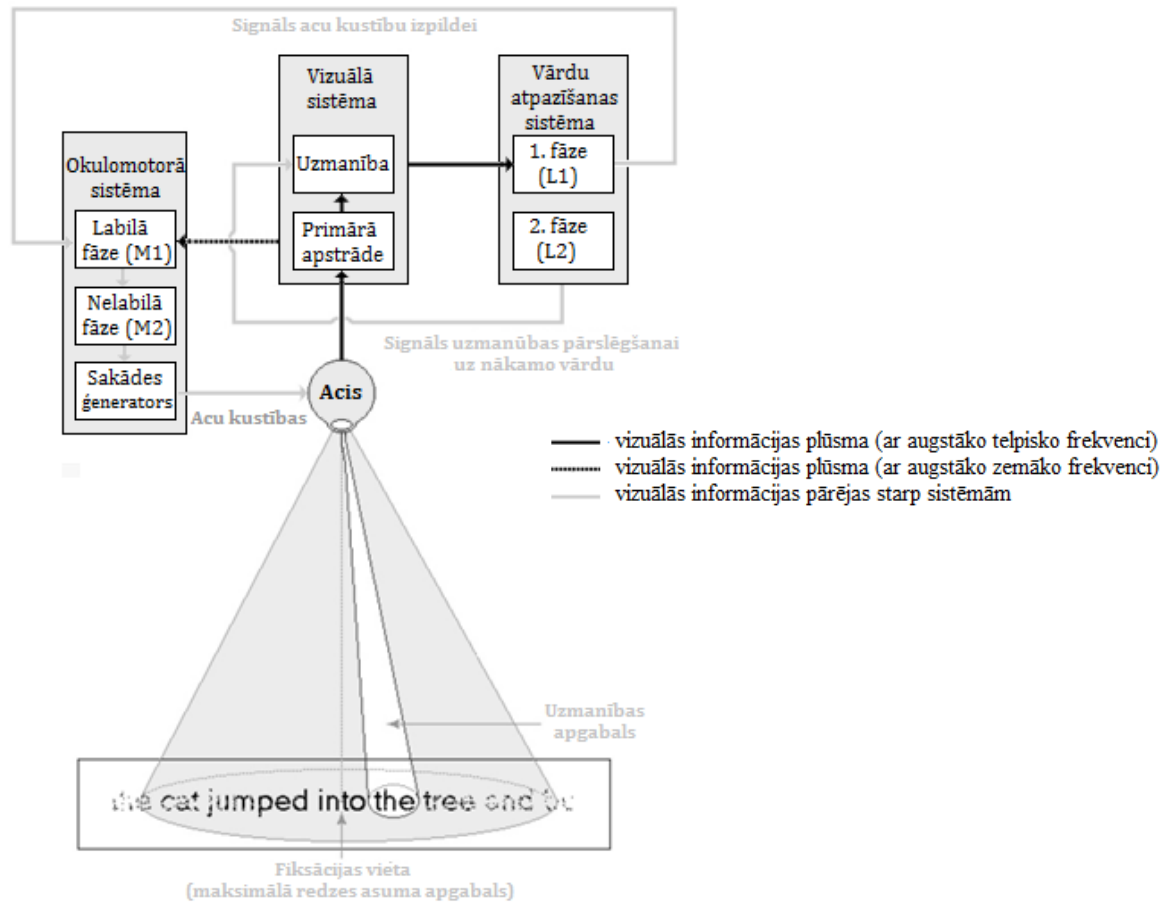 Signāls acu kustību izpildei
Vizuālā
sistēma
Vārdu
atpazīšanas
sistēma
Okulomotorā
sistēma
Uzmanība
1. fāze
(L1)
Labilā
fāze (M1)
Primārā
apstrāde
2. fāze
(L2)
Nelabilā
fāze (M2)
Signāls uzmanūbas pārslēgšanai
uz nākamo vārdu
Sakādes
ģenerators
Acis
Acu kustības
vizuālās informācijas plūsma (ar augstāko telpisko frekvenci)
vizuālās informācijas plūsma (ar augstāko zemāko frekvenci)
vizuālās informācijas pārējas starp sistēmām
Uzmanības
apgabals
the cat jumped into the tree and bu
Fiksācijas vieta
(maksimālā redzes asuma apgabals)